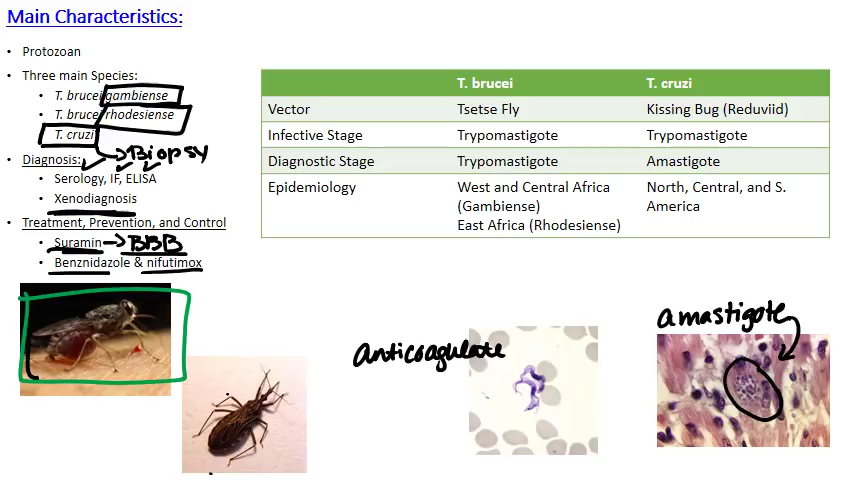 Main Characteristics:
• Protozoan
• Three main Species:
• T. brucei gambiense
• T. brucei rhodesiense
• T. cruzi
→ Biopsy
• Diagnosis:
• Serology, IF, ELISA
• Xenodiagnosis
• Treatment, Prevention, and Control
• Suramin → BBB
• Benznidazole & nifutimox
T. brucei T. cruzi
Vector Tsetse Fly Kissing Bug (Reduviid)
Infective Stage Trypomastigote Trypomastigote
Diagnostic Stage Trypomastigote Amastigote
Epidemiology West and Central Africa North, Central, and S.
(Gambiense) America
East Africa (Rhodesiense)
anticoagulate
amastigote